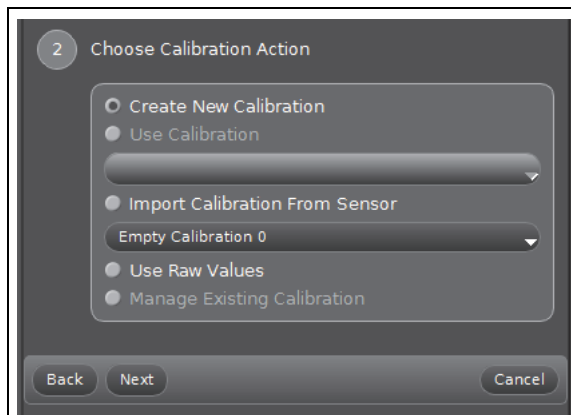 2 Choose Calibration Action
Create New Calibration
Use Calibration
Import Calibration From Sensor
Empty Calibration 0
Use Raw Values
Manage Existing Calibration
Back Next Cancel